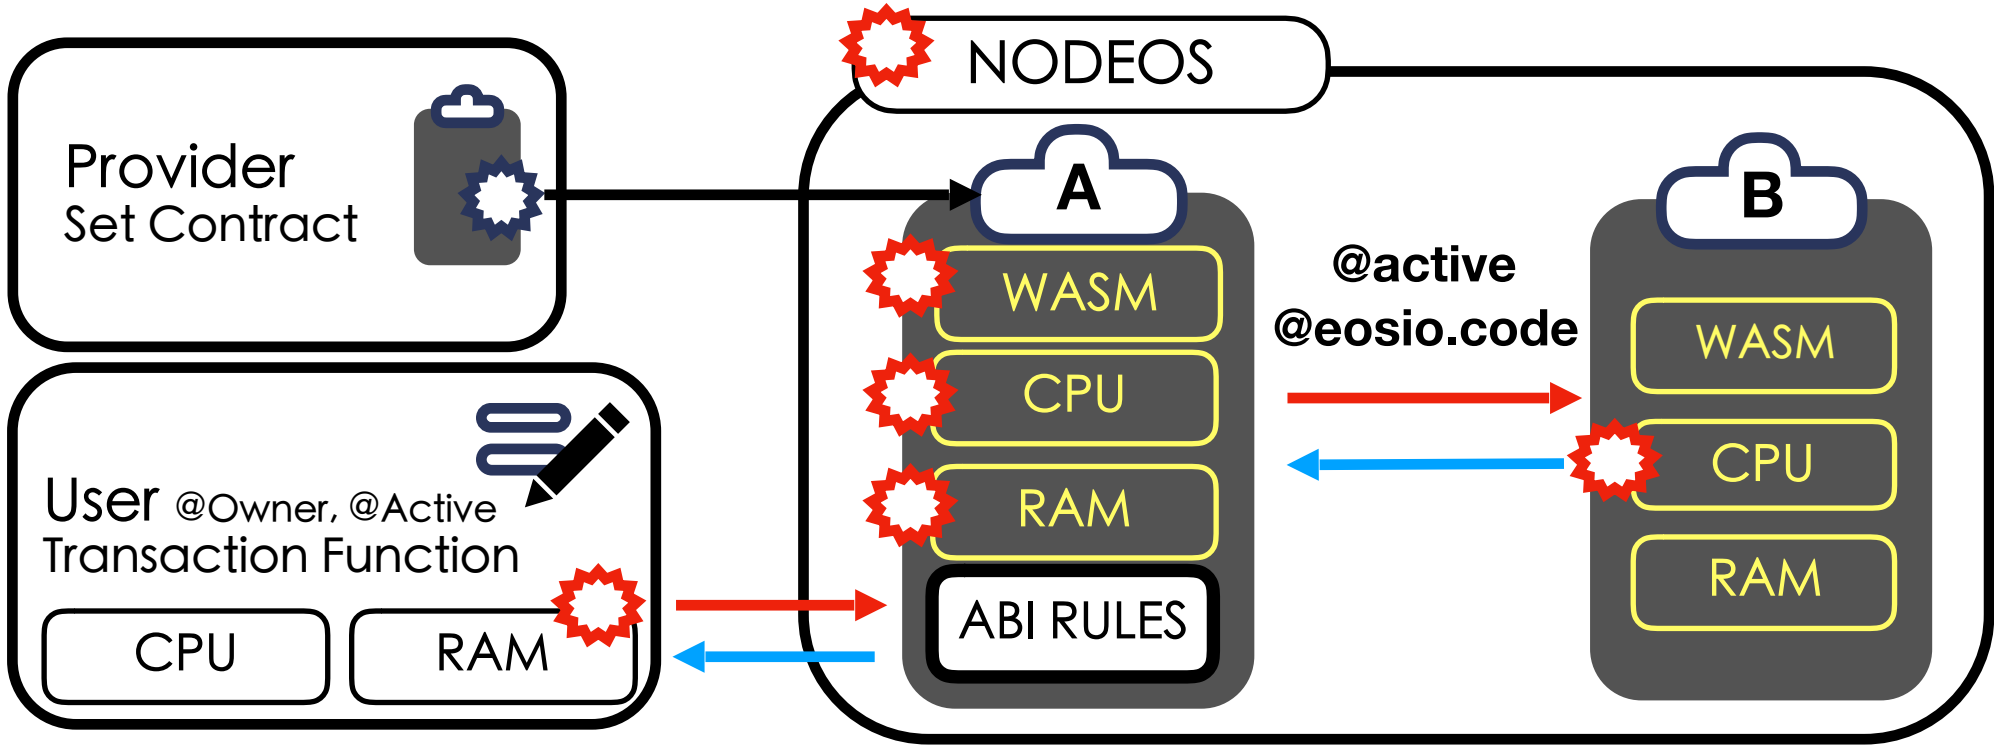 NODEOS
Provider
Set Contract
User @Owner, @Active
Transaction Function
CPU
RAM
A
WASM
CPU
RAM
ABI RULES
@active
@eosio.code
B
WASM
CPU
RAM